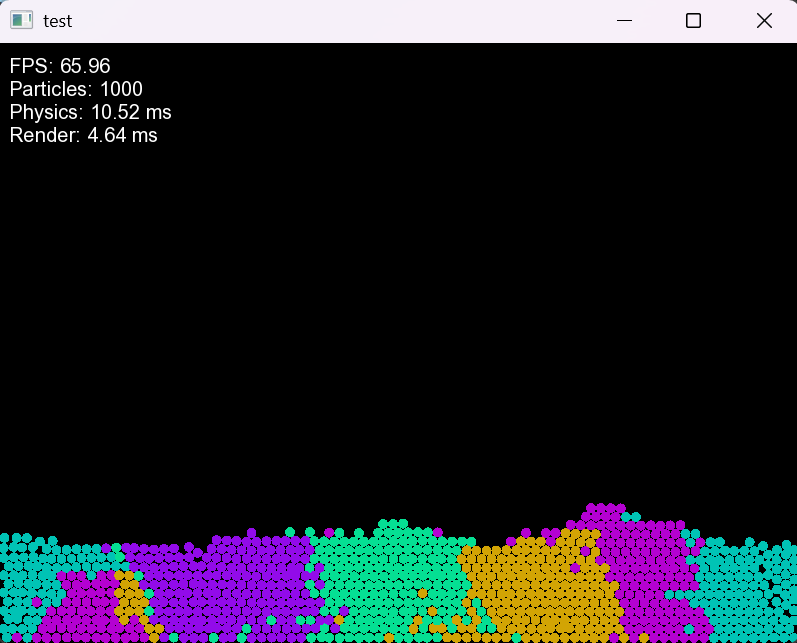 test
FPS: 65.96
Particles: 1000
Physics: 10.52 ms
Render: 4.64 ms